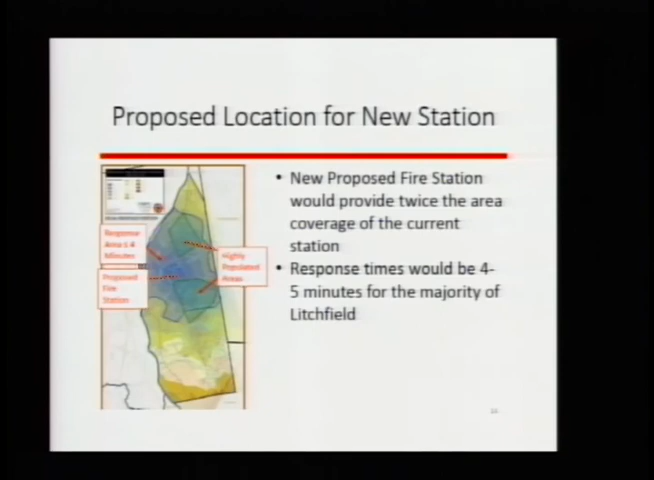 Proposed Location for New Station
Response
Area ≤ 4
Minutes
Proposed
Fire
Station
Highly
Populated
Areas
• New Proposed Fire Station
would provide twice the area
coverage of the current
station
• Response times would be 4-
5 minutes for the majority of
Litchfield